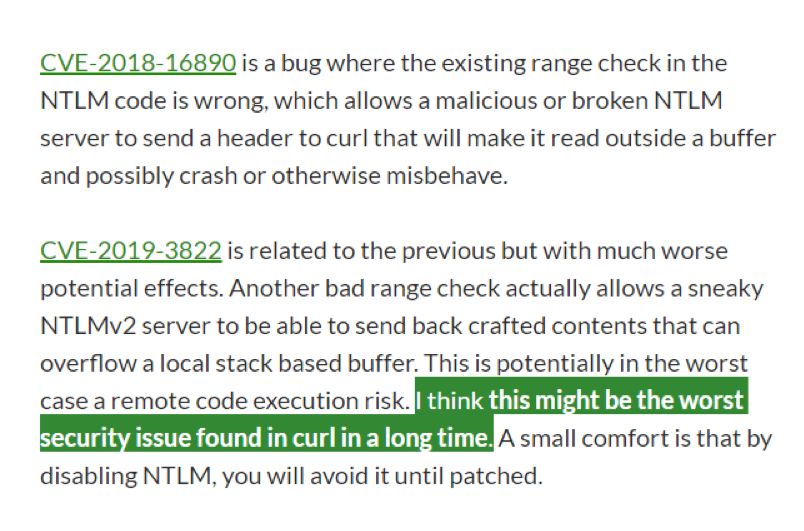 CVE-2018-16890 is a bug where the existing range check in the
NTLM code is wrong, which allows a malicious or broken NTLM
server to send a header to curl that will make it read outside a buffer
and possibly crash or otherwise misbehave.
CVE-2019-3822 is related to the previous but with much worse
potential effects. Another bad range check actually allows a sneaky
NTLMv2 server to be able to send back crafted contents that can
overflow a local stack based buffer. This is potentially in the worst
case a remote code execution risk. I think this might be the worst
security issue found in curl in a long time. A small comfort is that by
disabling NTLM, you will avoid it until patched.